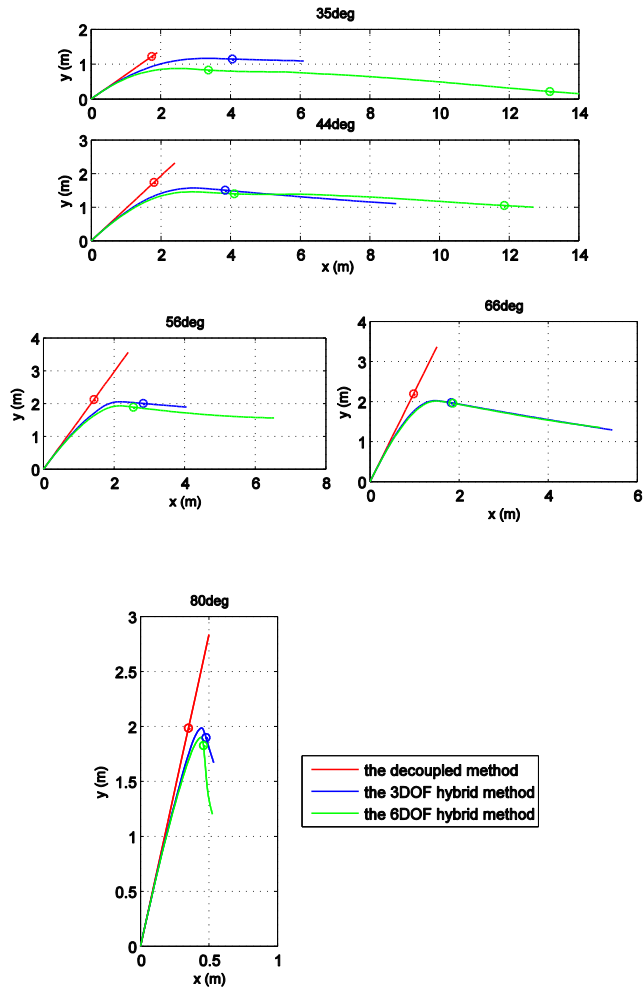 35deg
2
1
0
y (m)
0 2 4 6 8 10 12 14
44deg
3
2
1
0
y (m)
0 2 4 6 8 10 12 14
x (m)
56deg
4
3
2
1
0
y (m)
0 2 4 6 8
x (m)
66deg
4
3
2
1
0
y (m)
0 2 4 6
x (m)
80deg
3
2.5
2
1.5
1
0.5
0
y (m)
0 0.5 1
x (m)
the decoupled method
the 3DOF hybrid method
the 6DOF hybrid method